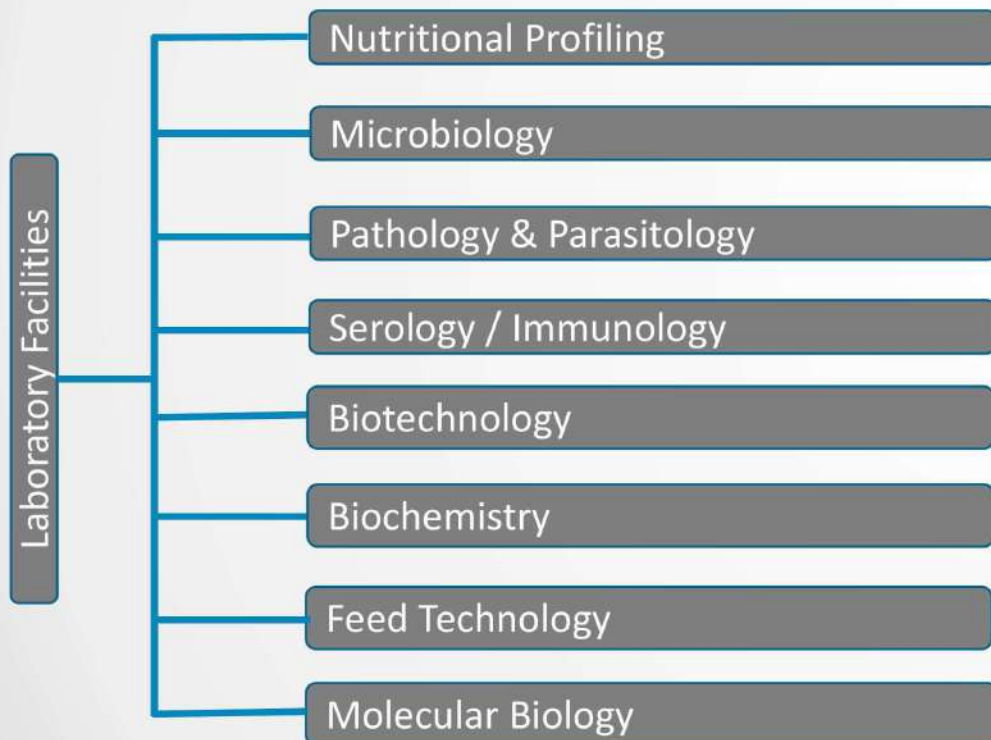 Laboratory Facilities
Nutritional Profiling
Microbiology
Pathology & Parasitology
Serology / Immunology
Biotechnology
Biochemistry
Feed Technology
Molecular Biology